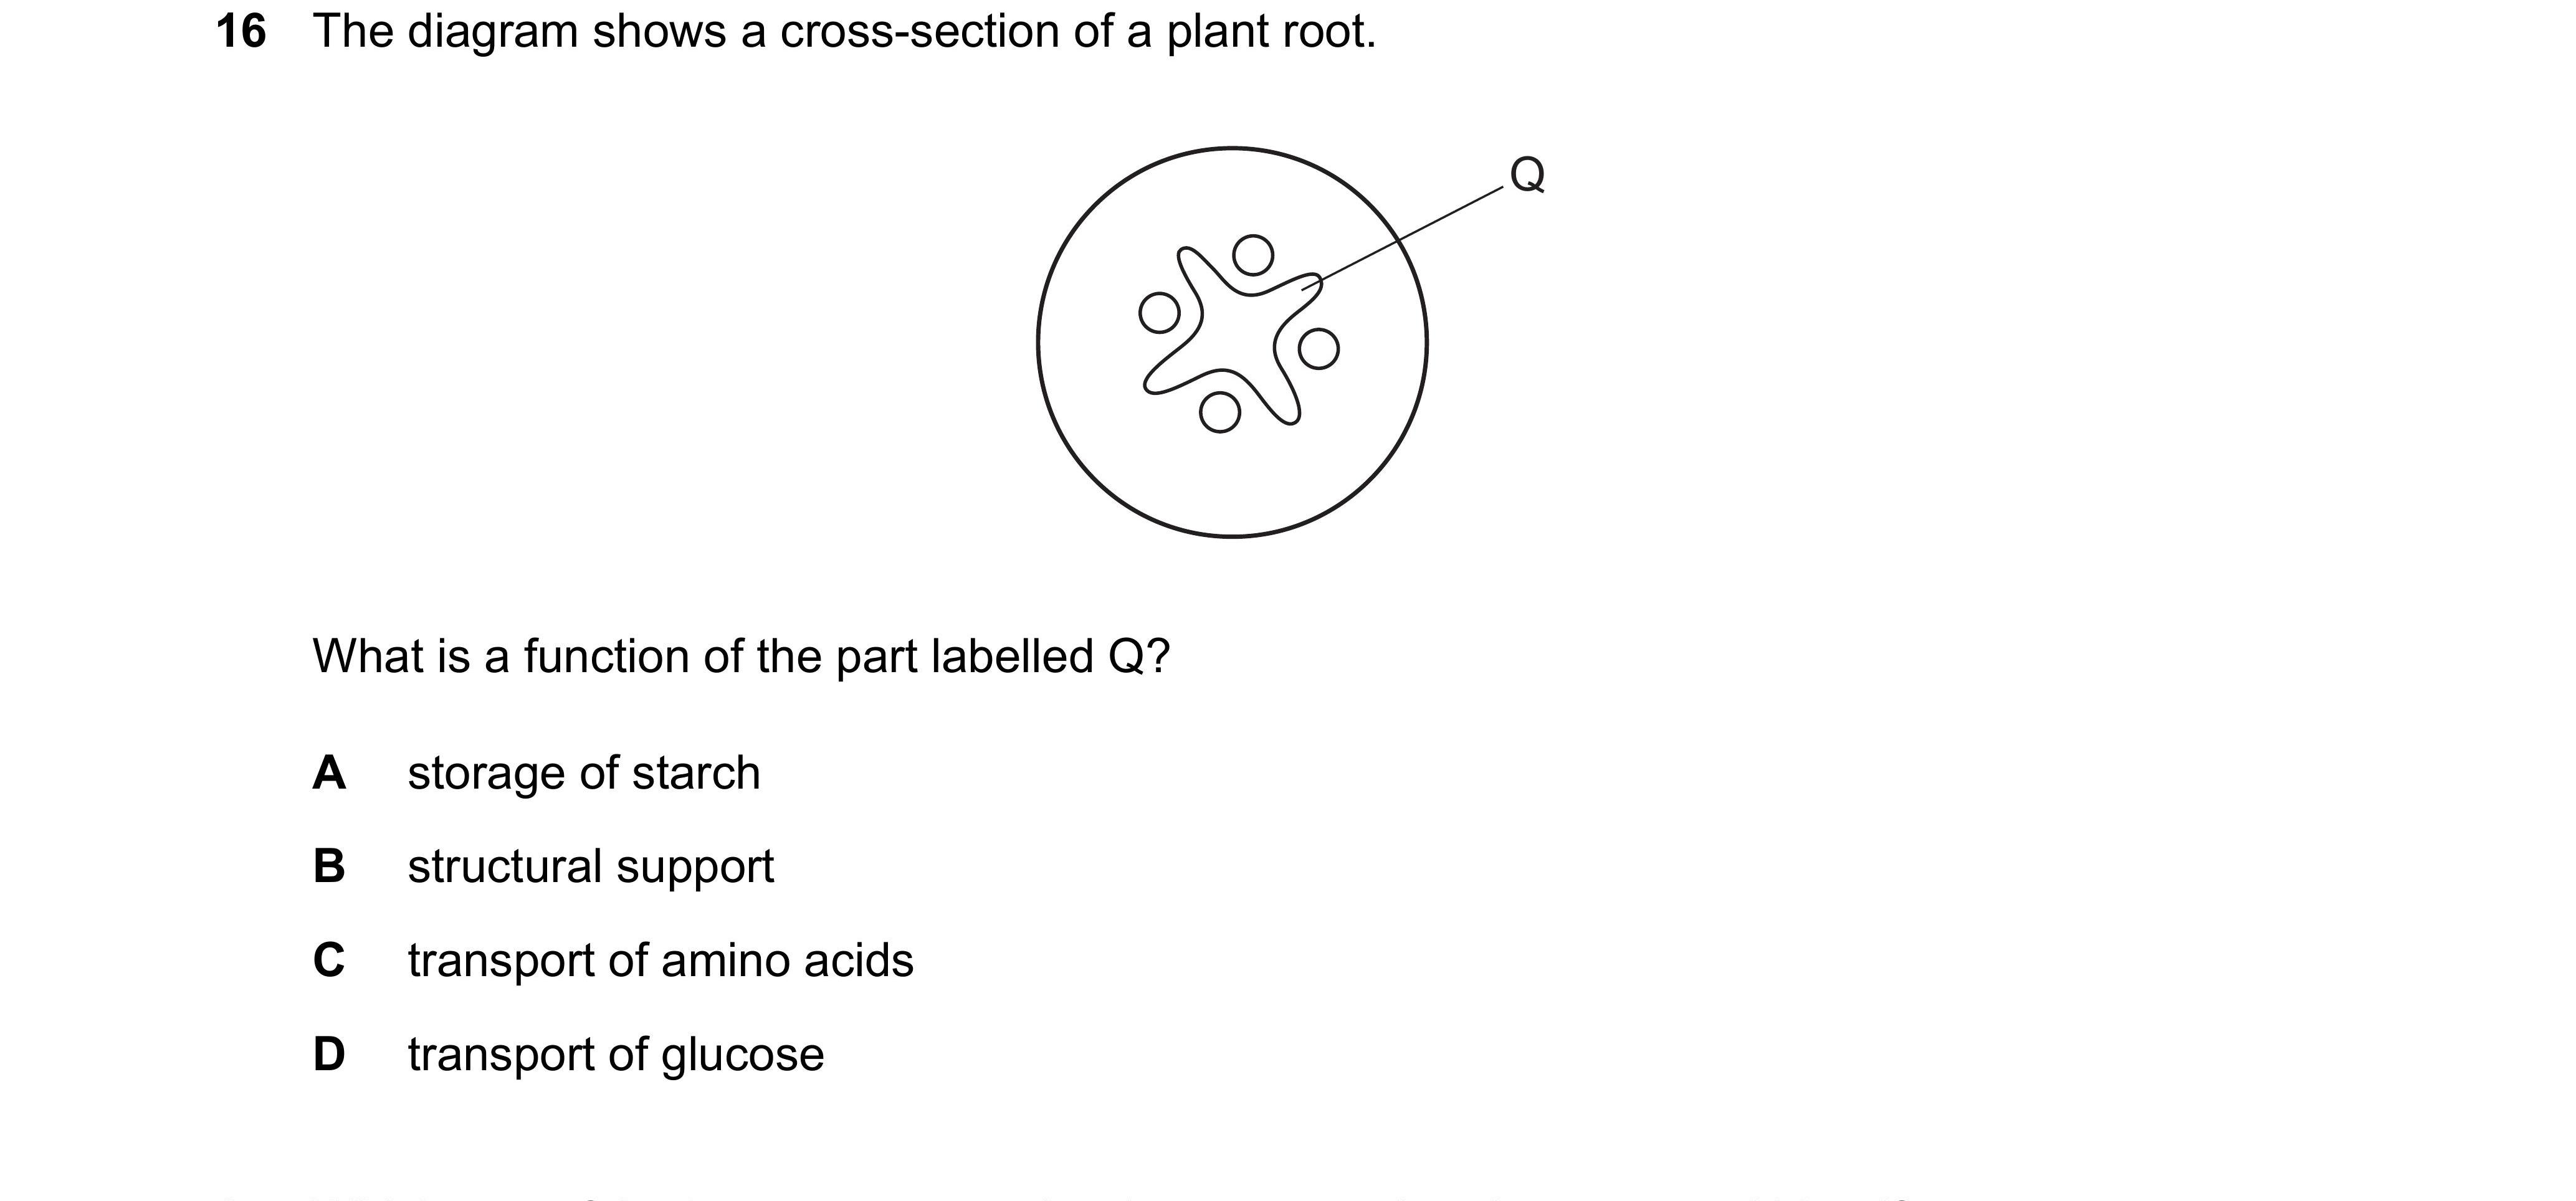 16 The diagram shows a cross-section of a plant root.
Q
What is a function of the part labelled Q?
A storage of starch
B structural support
C transport of amino acids
D transport of glucose